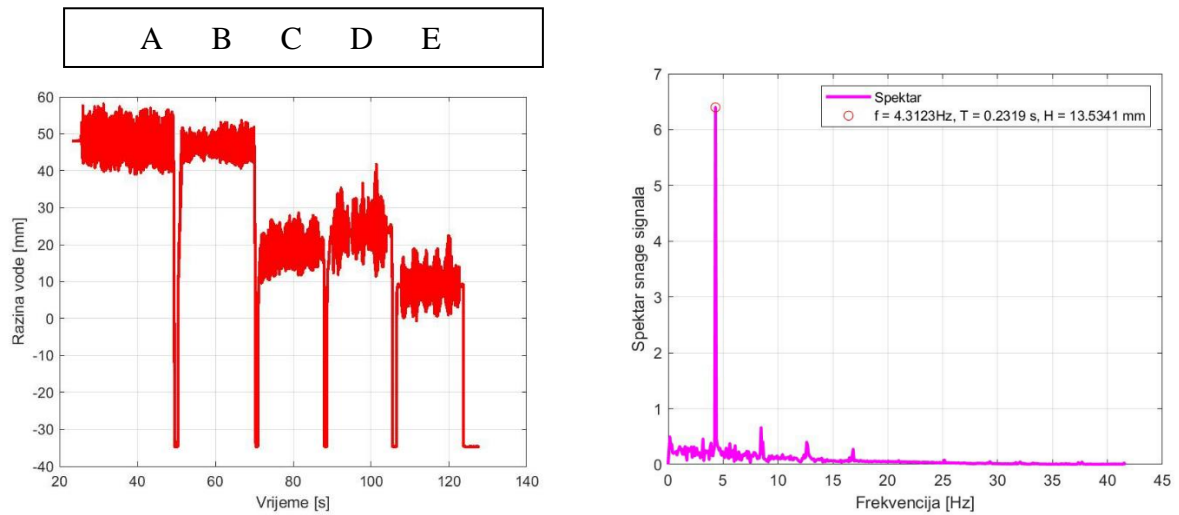 A B C D E
60
50
40
30
20
10
0
-10
-20
-30
-40
20 40 60 80 100 120 140
Razina vode [mm]
Vrijeme [s]
7
6
5
4
3
2
1
0
0 5 10 15 20 25 30 35 40 45
Spektar snage signala
Frekvencija [Hz]
Spektar
f = 4.3123Hz, T = 0.2319 s, H = 13.5341 mm